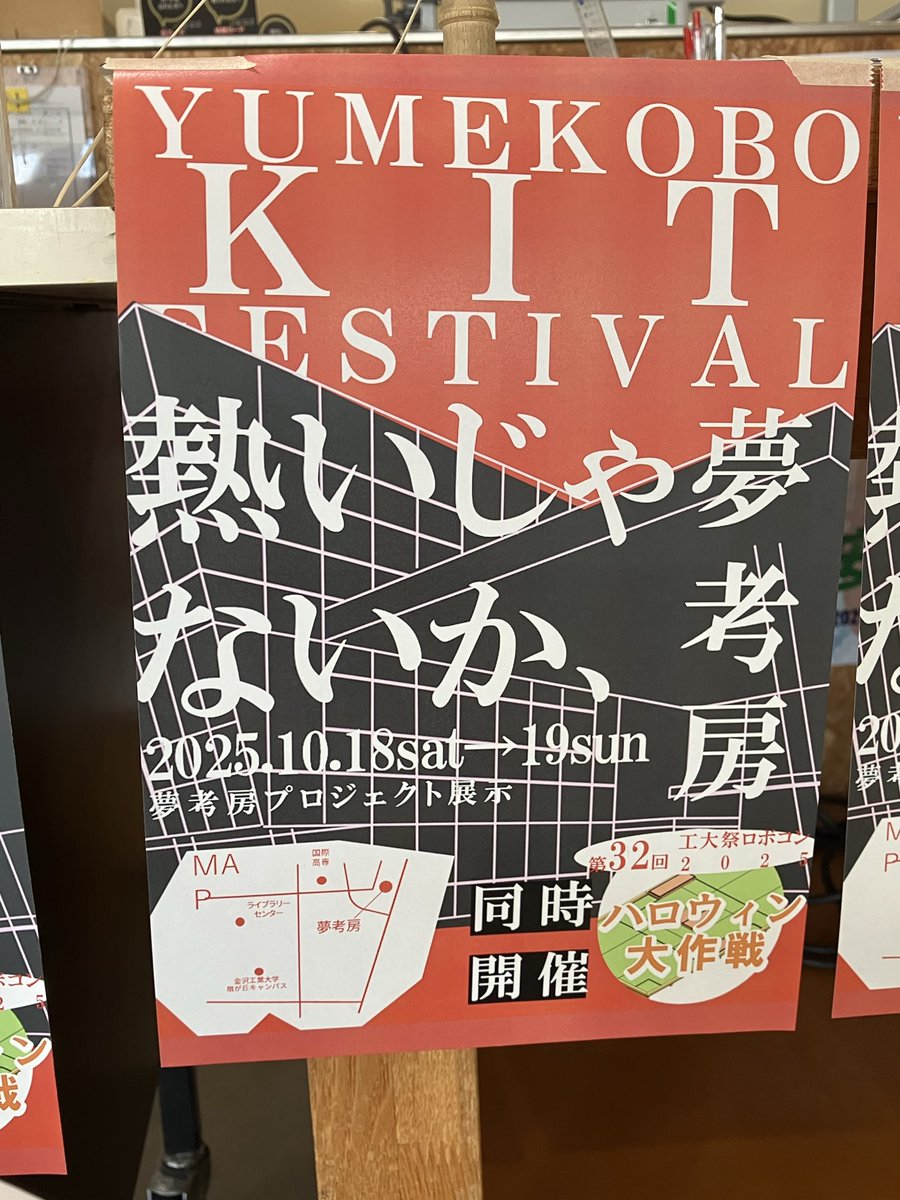 YUMEKOBO
KIT
FESTIVAL
熱いじゃ
ないか、
夢考房
2025.10.18sat→19sun
夢考房プロジェクト展示
MA
P
国際
高専
ライブラリー
センター
夢考房
金沢工業大学
扇が丘キャンパス
同時
開催
工大祭ロボコン
第32回 2025
ハロウィン
大作戦